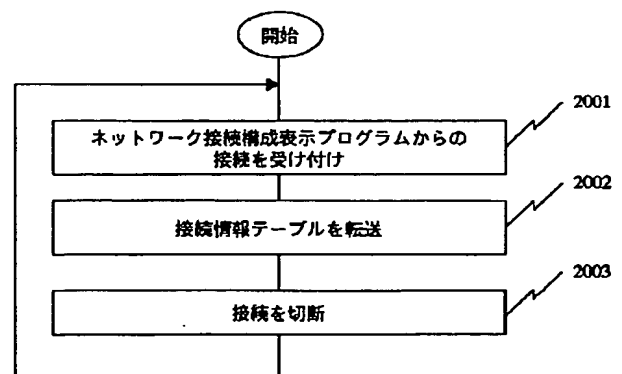 開始
2001
ネットワーク接続構成表示プログラムからの
接続を受け付け
2002
接続情報テーブルを転送
2003
接続を切断